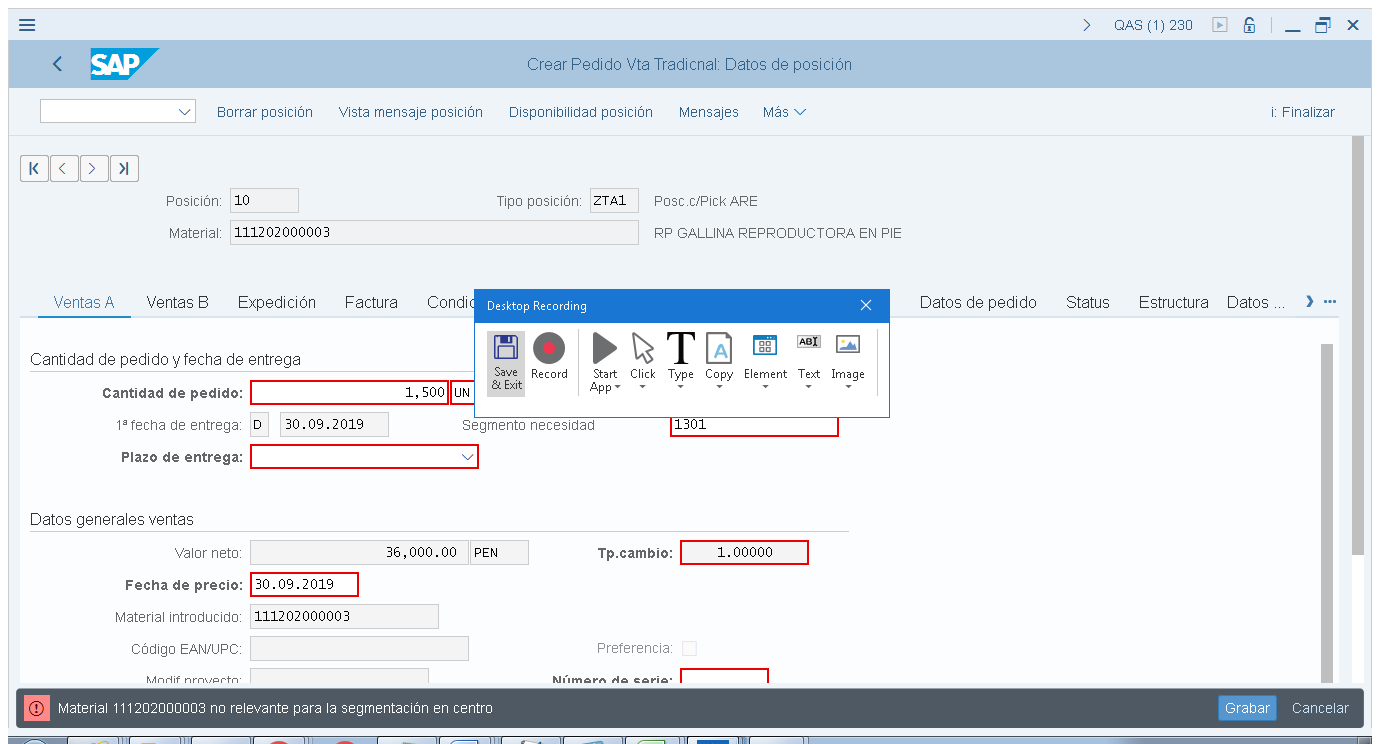 QAS (1) 230
SAP
Crear Pedido Vta Tradicnal: Datos de posición
Borrar posición Vista mensaje posición Disponibilidad posición Mensajes Más i: Finalizar
Posición: 10 Tipo posición: ZTA1 Posc.c/Pick ARE
Material: 111202000003 RP GALLINA REPRODUCTORA EN PIE
Ventas A Ventas B Expedición Factura Datos de pedido Status Estructura Datos ...
Desktop Recording
Save & Exit Record Start App Click Type Copy Element Text Image
Cantidad de pedido y fecha de entrega
Cantidad de pedido: 1,500 UN
1ª fecha de entrega: D 30.09.2019 Segmento necesidad 1301
Plazo de entrega:
Datos generales ventas
Valor neto: 36,000.00 PEN Tp.cambio: 1.00000
Fecha de precio: 30.09.2019
Material introducido: 111202000003
Código EAN/UPC: Preferencia:
Modif.proyecto: Número de serie:
Material 111202000003 no relevante para la segmentación en centro Grabar Cancelar